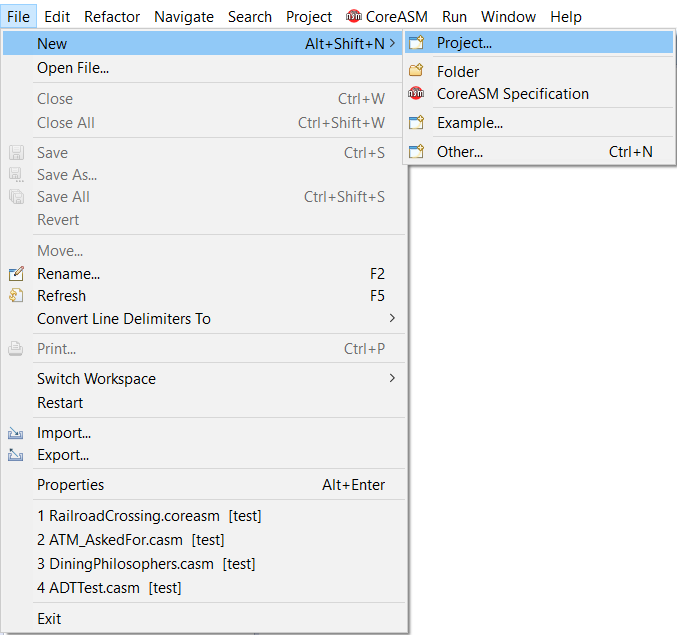 File Edit Refactor Navigate Search Project CoreASM Run Window Help
New Alt+Shift+N
Project...
Open File...
Folder
CoreASM Specification
Example...
Other... Ctrl+N
Close Ctrl+W
Close All Ctrl+Shift+W
Save Ctrl+S
Save As...
Save All Ctrl+Shift+S
Revert
Move...
Rename... F2
Refresh F5
Convert Line Delimiters To
Print... Ctrl+P
Switch Workspace
Restart
Import...
Export...
Properties Alt+Enter
1 RailroadCrossing.coreasm [test]
2 ATM_AskedFor.casm [test]
3 DiningPhilosophers.casm [test]
4 ADTTest.casm [test]
Exit